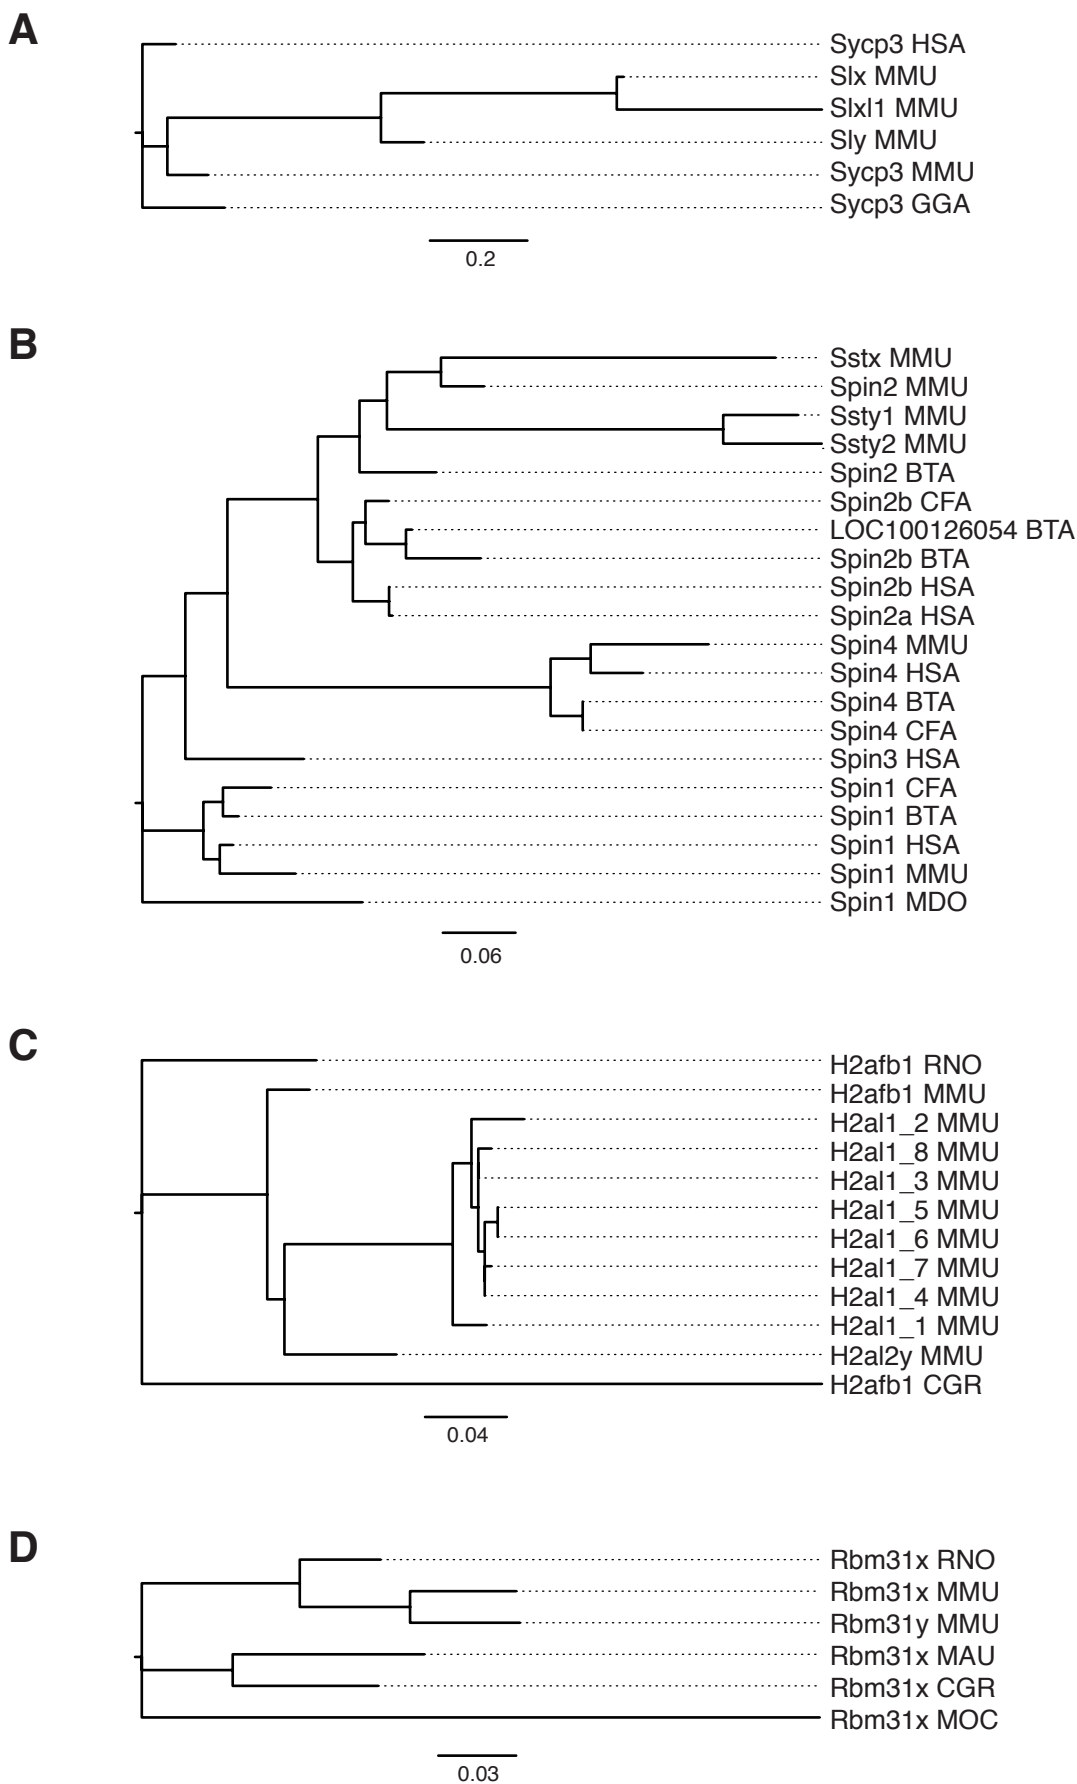 A
Sycp3 HSA
Slx MMU
Slxl1 MMU
Sly MMU
Sycp3 MMU
Sycp3 GGA
0.2
B
Sstx MMU
Spin2 MMU
Ssty1 MMU
Ssty2 MMU
Spin2 BTA
Spin2b CFA
LOC100126054 BTA
Spin2b BTA
Spin2b HSA
Spin2a HSA
Spin4 MMU
Spin4 HSA
Spin4 BTA
Spin4 CFA
Spin3 HSA
Spin1 CFA
Spin1 BTA
Spin1 HSA
Spin1 MMU
Spin1 MDO
0.06
C
H2afb1 RNO
H2afb1 MMU
H2al1_2 MMU
H2al1_8 MMU
H2al1_3 MMU
H2al1_5 MMU
H2al1_6 MMU
H2al1_7 MMU
H2al1_4 MMU
H2al1_1 MMU
H2al2y MMU
H2afb1 CGR
0.04
D
Rbm31x RNO
Rbm31x MMU
Rbm31y MMU
Rbm31x MAU
Rbm31x CGR
Rbm31x MOC
0.03